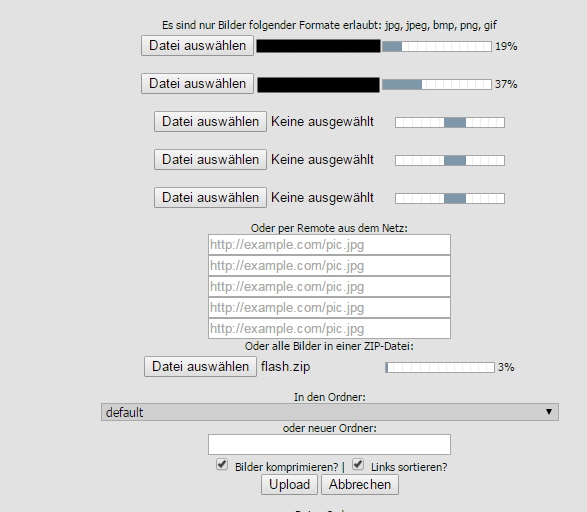 Es sind nur Bilder folgender Formate erlaubt: jpg, jpeg, bmp, png, gif
Datei auswählen 19%
Datei auswählen 37%
Datei auswählen Keine ausgewählt
Datei auswählen Keine ausgewählt
Datei auswählen Keine ausgewählt
Oder per Remote aus dem Netz:
http://example.com/pic.jpg
http://example.com/pic.jpg
http://example.com/pic.jpg
http://example.com/pic.jpg
http://example.com/pic.jpg
Oder alle Bilder in einer ZIP-Datei:
Datei auswählen flash.zip 3%
In den Ordner:
default
oder neuer Ordner:
Bilder komprimieren? | Links sortieren?
Upload Abbrechen